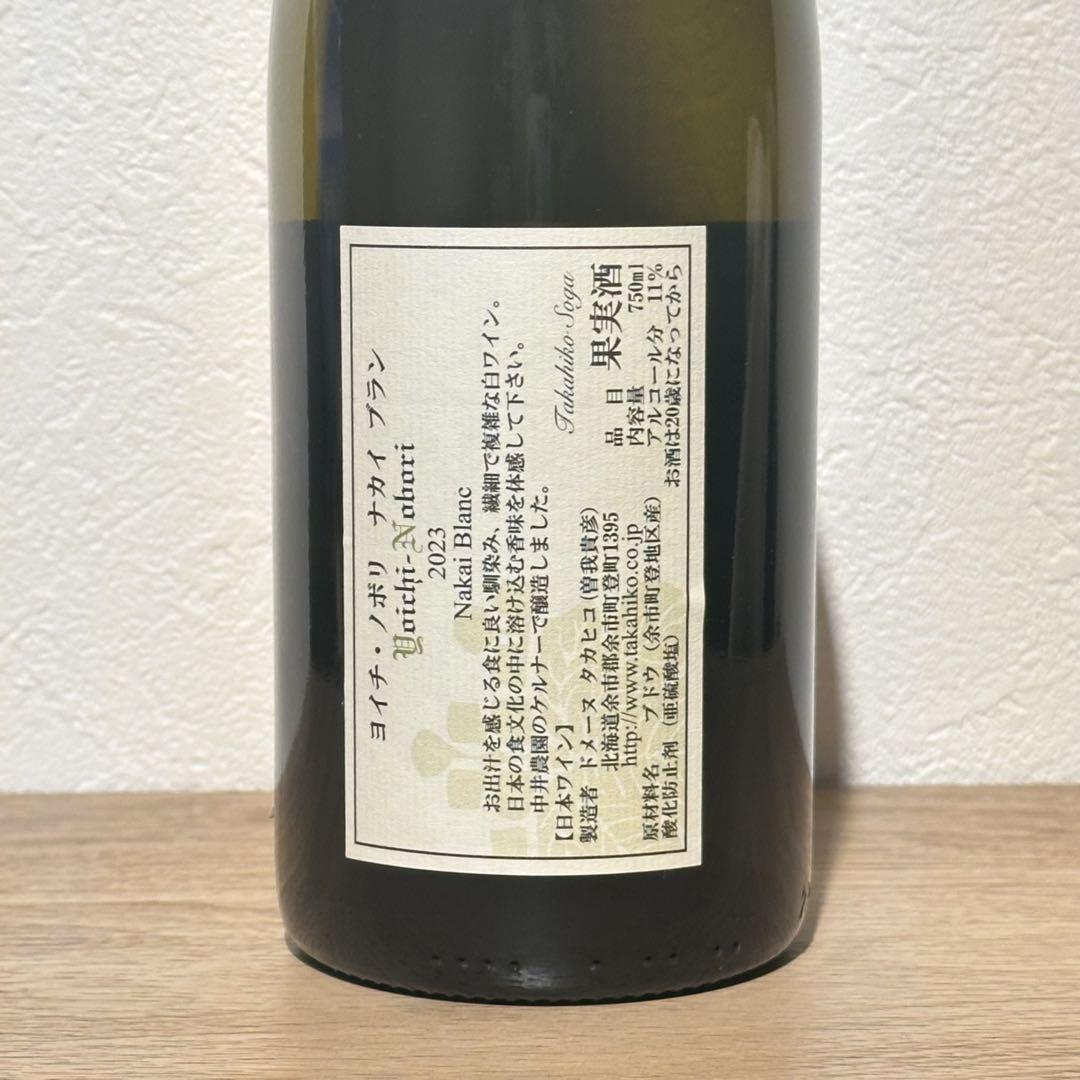 ヨイチ・ノボリ ナカイ ブラン
Yoichi-Nobori
2023
Nakai Blanc
お出汁を感じる食に良い馴染み、繊細で複雑な白ワイン。
日本の食文化の中に溶け込む香味を体感して下さい。
中井農園のケルナーで醸造しました。
Takahiko Soga
【日本ワイン】
製造者 ドメーヌ タカヒコ(曽我貴彦)
北海道余市郡余市町登町1395
http://www.takahiko.co.jp
原材料名 ブドウ(余市町登地区産)
酸化防止剤(亜硫酸塩)
品目 果実酒
内容量 750ml
アルコール分 11%
お酒は20歳になってから